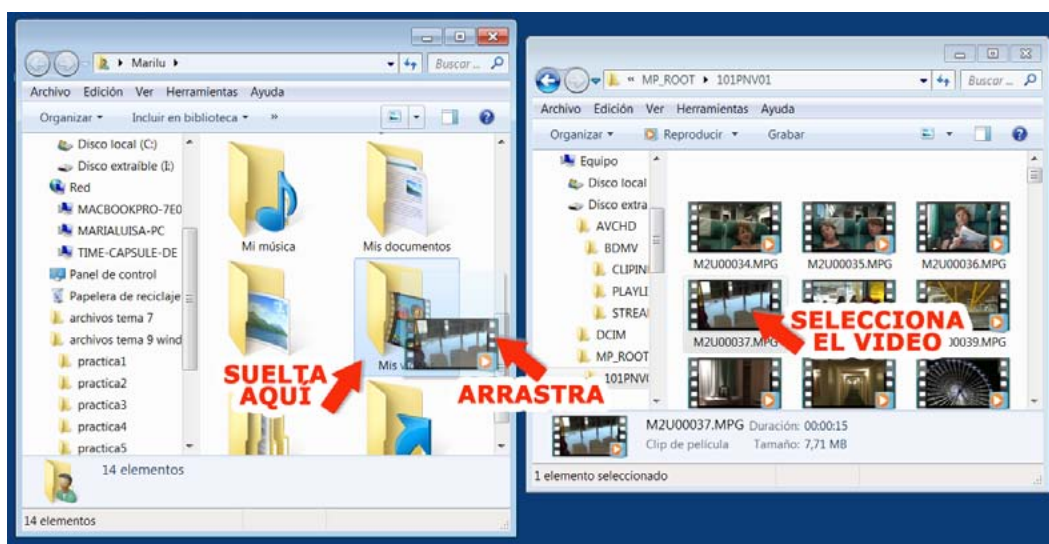 Marilu
Buscar ...
Archivo Edición Ver Herramientas Ayuda
Organizar Incluir en biblioteca »
Disco local (C:)
Disco extraíble (I:)
Red
MACBOOKPRO-7E0
MARIALUISA-PC
TIME-CAPSULE-DE
Panel de control
Papelera de reciclaje
archivos tema 7
archivos tema 9 wind
practica1
practica2
practica3
practica4
practica5
Mi música
Mis documentos
Mis
SUELTA
AQUÍ
ARRASTRA
14 elementos
14 elementos
« MP_ROOT 101PNV01
Buscar ...
Archivo Edición Ver Herramientas Ayuda
Organizar Reproducir Grabar
Equipo
Disco local
Disco extra
AVCHD
BDMV
CLIPIN
PLAYLI
STREA
DCIM
MP_ROOT
101PNV
M2U00034.MPG
M2U00035.MPG
M2U00036.MPG
M2U00037.MPG
00039.MPG
SELECCIONA
EL VIDEO
M2U00037.MPG Duración: 00:00:15
Clip de película Tamaño: 7,71 MB
1 elemento seleccionado